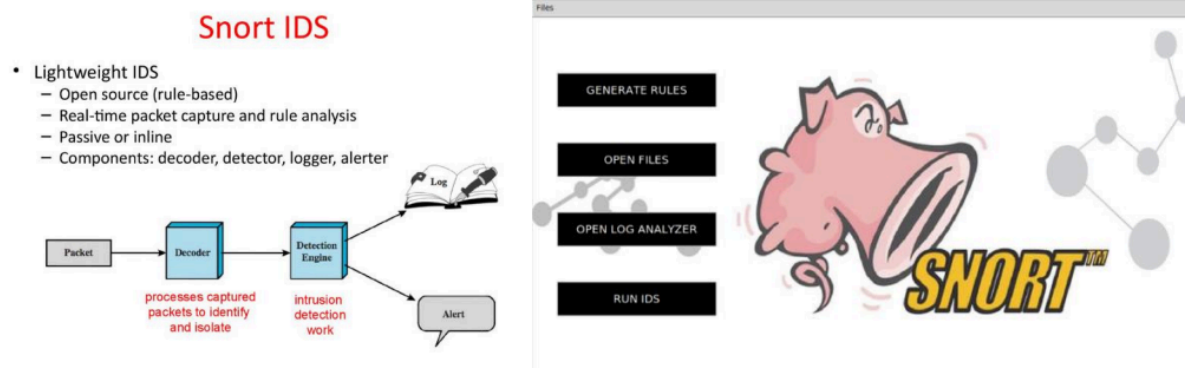 Snort IDS
• Lightweight IDS
– Open source (rule-based)
– Real-time packet capture and rule analysis
– Passive or inline
– Components: decoder, detector, logger, alerter
Log
Packet
Decoder
Detection
Engine
processes captured
packets to identify
and isolate
intrusion
detection
work
Alert
Files
GENERATE RULES
OPEN FILES
OPEN LOG ANALYZER
RUN IDS
SNORT™